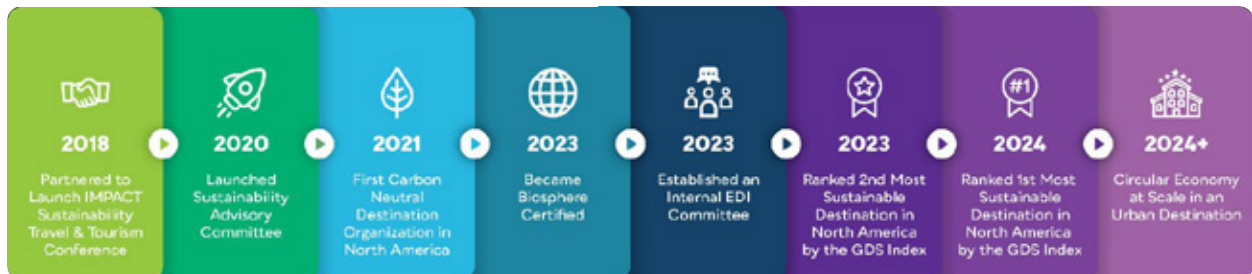 2018
Partnered to
Launch IMPACT
Sustainability
Travel & Tourism
Conference
2020
Launched
Sustainability
Advisory
Committee
2021
First Carbon
Neutral
Destination
Organization in
North America
2023
Became
Biosphere
Certified
2023
Established an
Internal EDI
Committee
2023
Ranked 2nd Most
Sustainable
Destination in
North America
by the GDS Index
#1
2024
Ranked 1st Most
Sustainable
Destination in
North America
by the GDS Index
2024+
Circular Economy
at Scale in an
Urban Destination